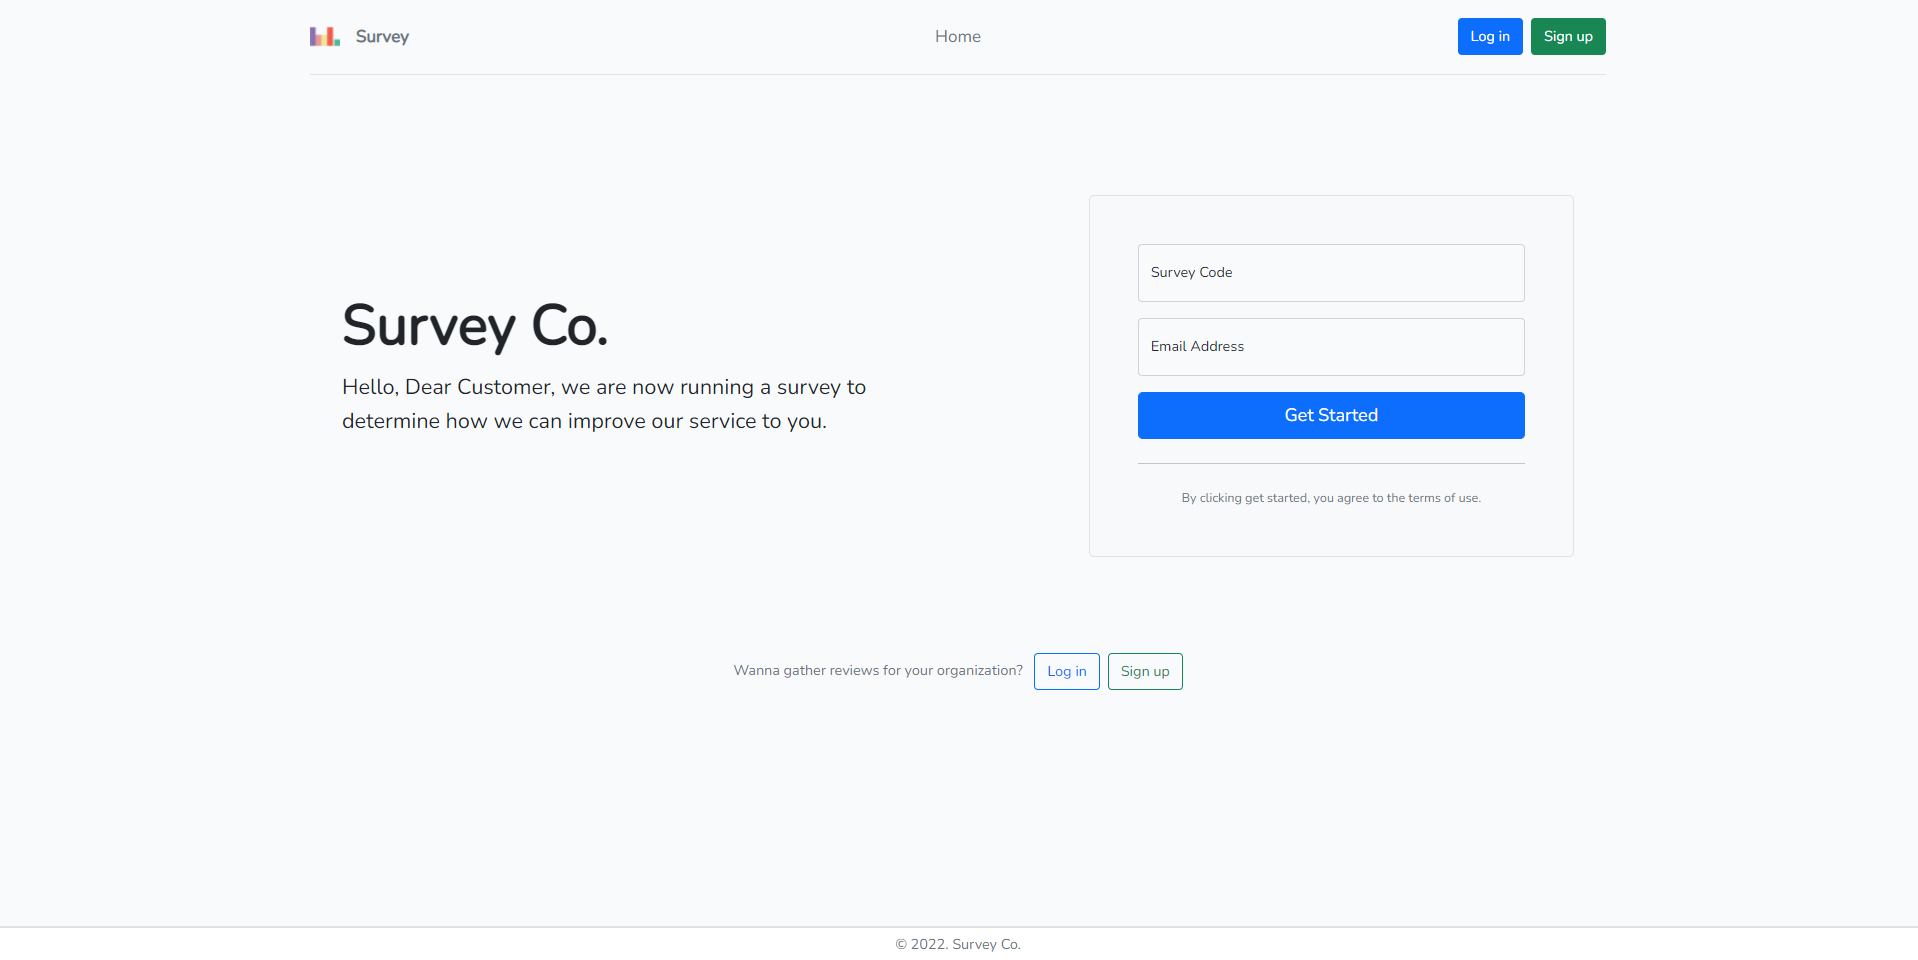 Survey
Home
Log in
Sign up
Survey Co.
Hello, Dear Customer, we are now running a survey to
determine how we can improve our service to you.
Survey Code
Email Address
Get Started
By clicking get started, you agree to the terms of use.
Wanna gather reviews for your organization?
Log in
Sign up
© 2022. Survey Co.